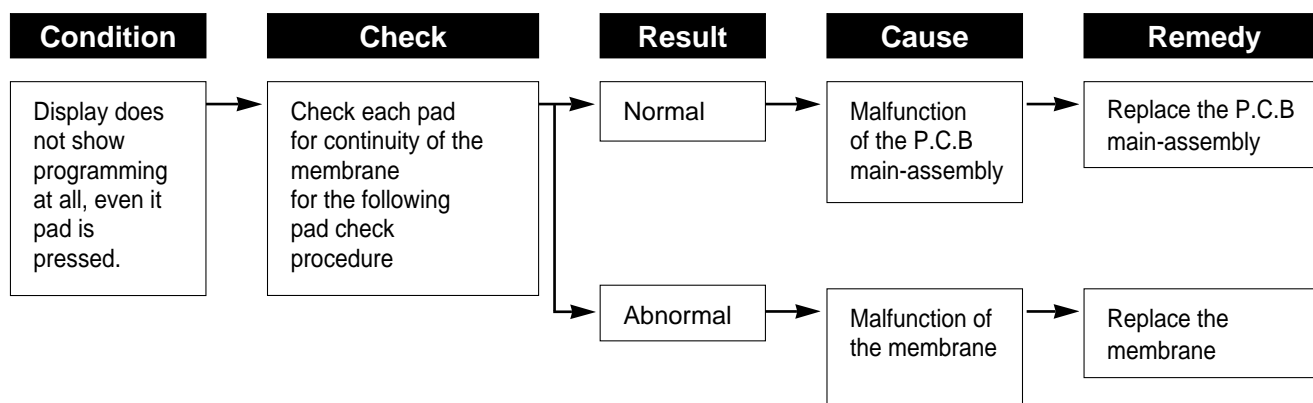 Condition
Check
Result
Cause
Remedy
Display does
not show
programming
at all, even it
pad is
pressed.
Check each pad
for continuity of the
membrane
for the following
pad check
procedure
Normal
Malfunction
of the P.C.B
main-assembly
Replace the P.C.B
main-assembly
Abnormal
Malfunction of
the membrane
Replace the
membrane